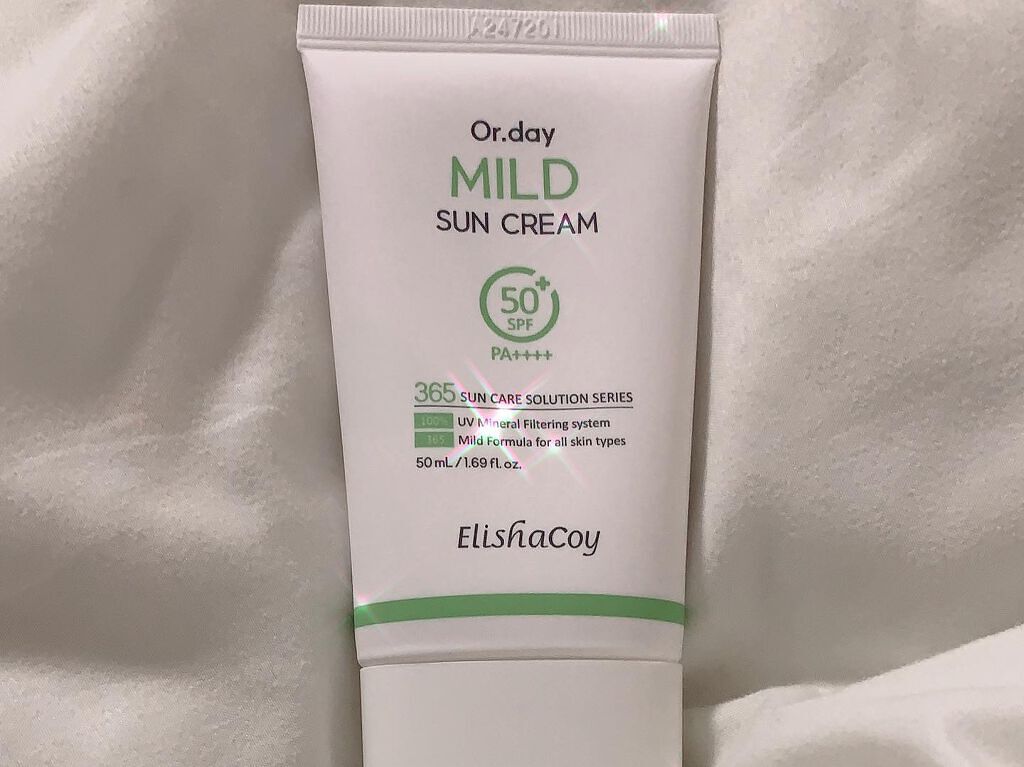 247201
Or.day
MILD
SUN CREAM
50+
SPF
PA++++
365 SUN CARE SOLUTION SERIES
100% UV Mineral Filtering system
365 Mild Formula for all skin types
50 mL / 1.69 fl. oz.
ElishaCoy